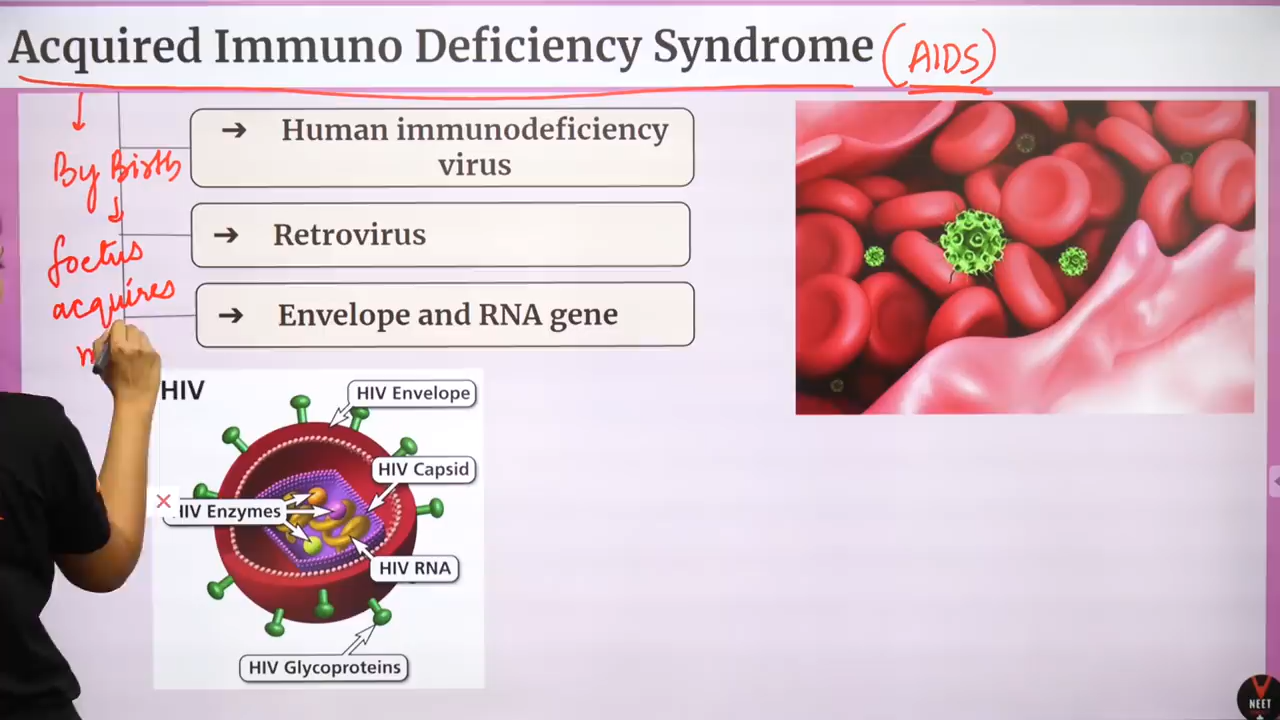 Acquired Immuno Deficiency Syndrome (AIDS)
By Birth
foetus
acquires
→ Human immunodeficiency
virus
→ Retrovirus
→ Envelope and RNA gene
HIV
HIV Envelope
HIV Capsid
HIV Enzymes
HIV RNA
HIV Glycoproteins
NEET